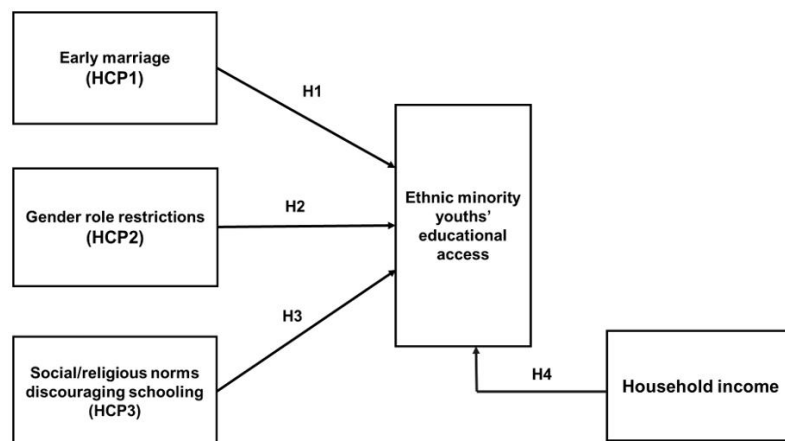 Early marriage
(HCP1)
H1
Gender role restrictions
(HCP2)
H2
Ethnic minority
youths’
educational
access
H3
Social/religious norms
discouraging schooling
(HCP3)
H4
Household income